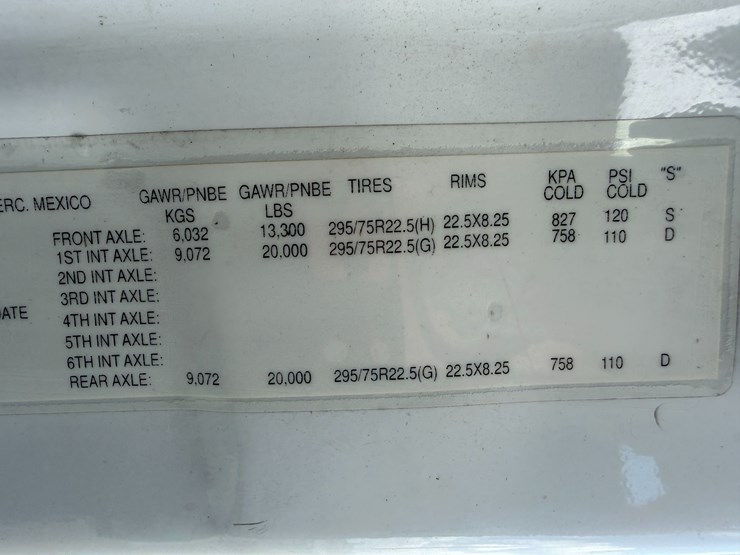 ERC. MEXICO GAWR/PNBE KGS GAWR/PNBE LBS TIRES RIMS KPA COLD PSI COLD "S"
FRONT AXLE: 6,032 13,300 295/75R22.5(H) 22.5X8.25 827 120 S
1ST INT AXLE: 9,072 20,000 295/75R22.5(G) 22.5X8.25 758 110 D
2ND INT AXLE:
3RD INT AXLE:
ATE 4TH INT AXLE:
5TH INT AXLE:
6TH INT AXLE:
REAR AXLE: 9,072 20,000 295/75R22.5(G) 22.5X8.25 758 110 D